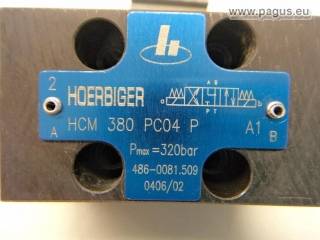 © www.pagus.eu
2
HOERBIGER
A B
a b
P T
HCM 380 PC04 P
A1
A
B
Pmax=320bar
486-0081.509
0406/02